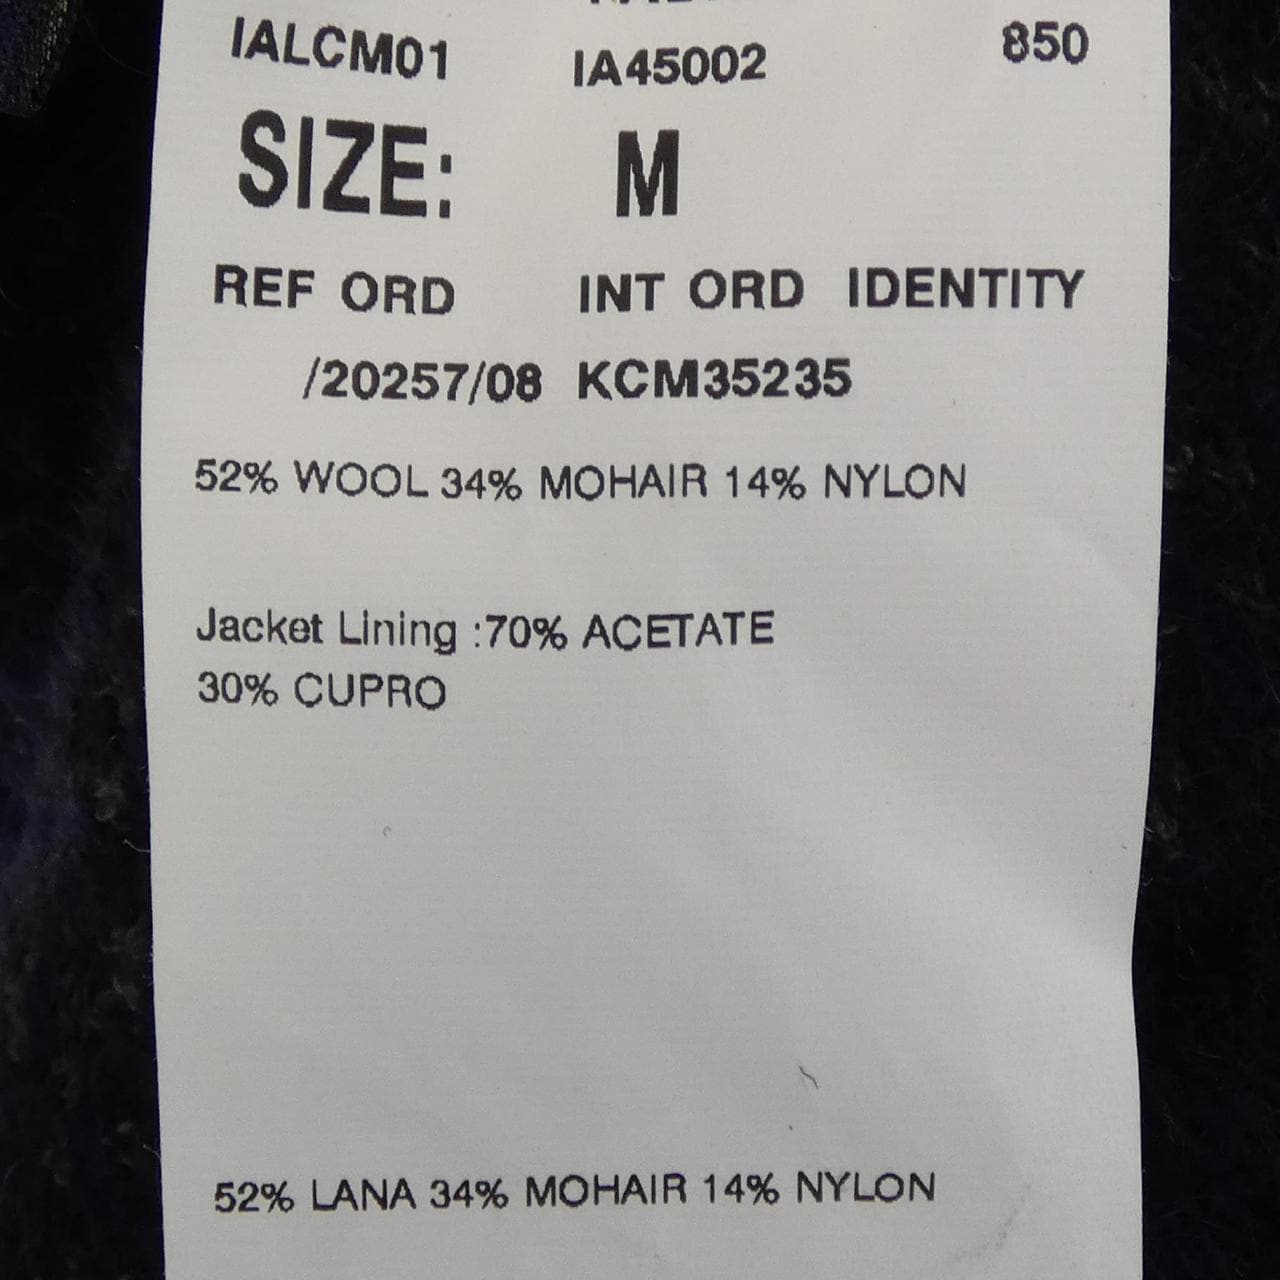 IALCM01 IA45002 850
SIZE: M
REF ORD INT ORD IDENTITY
/20257/08 KCM35235
52% WOOL 34% MOHAIR 14% NYLON
Jacket Lining :70% ACETATE
30% CUPRO
52% LANA 34% MOHAIR 14% NYLON